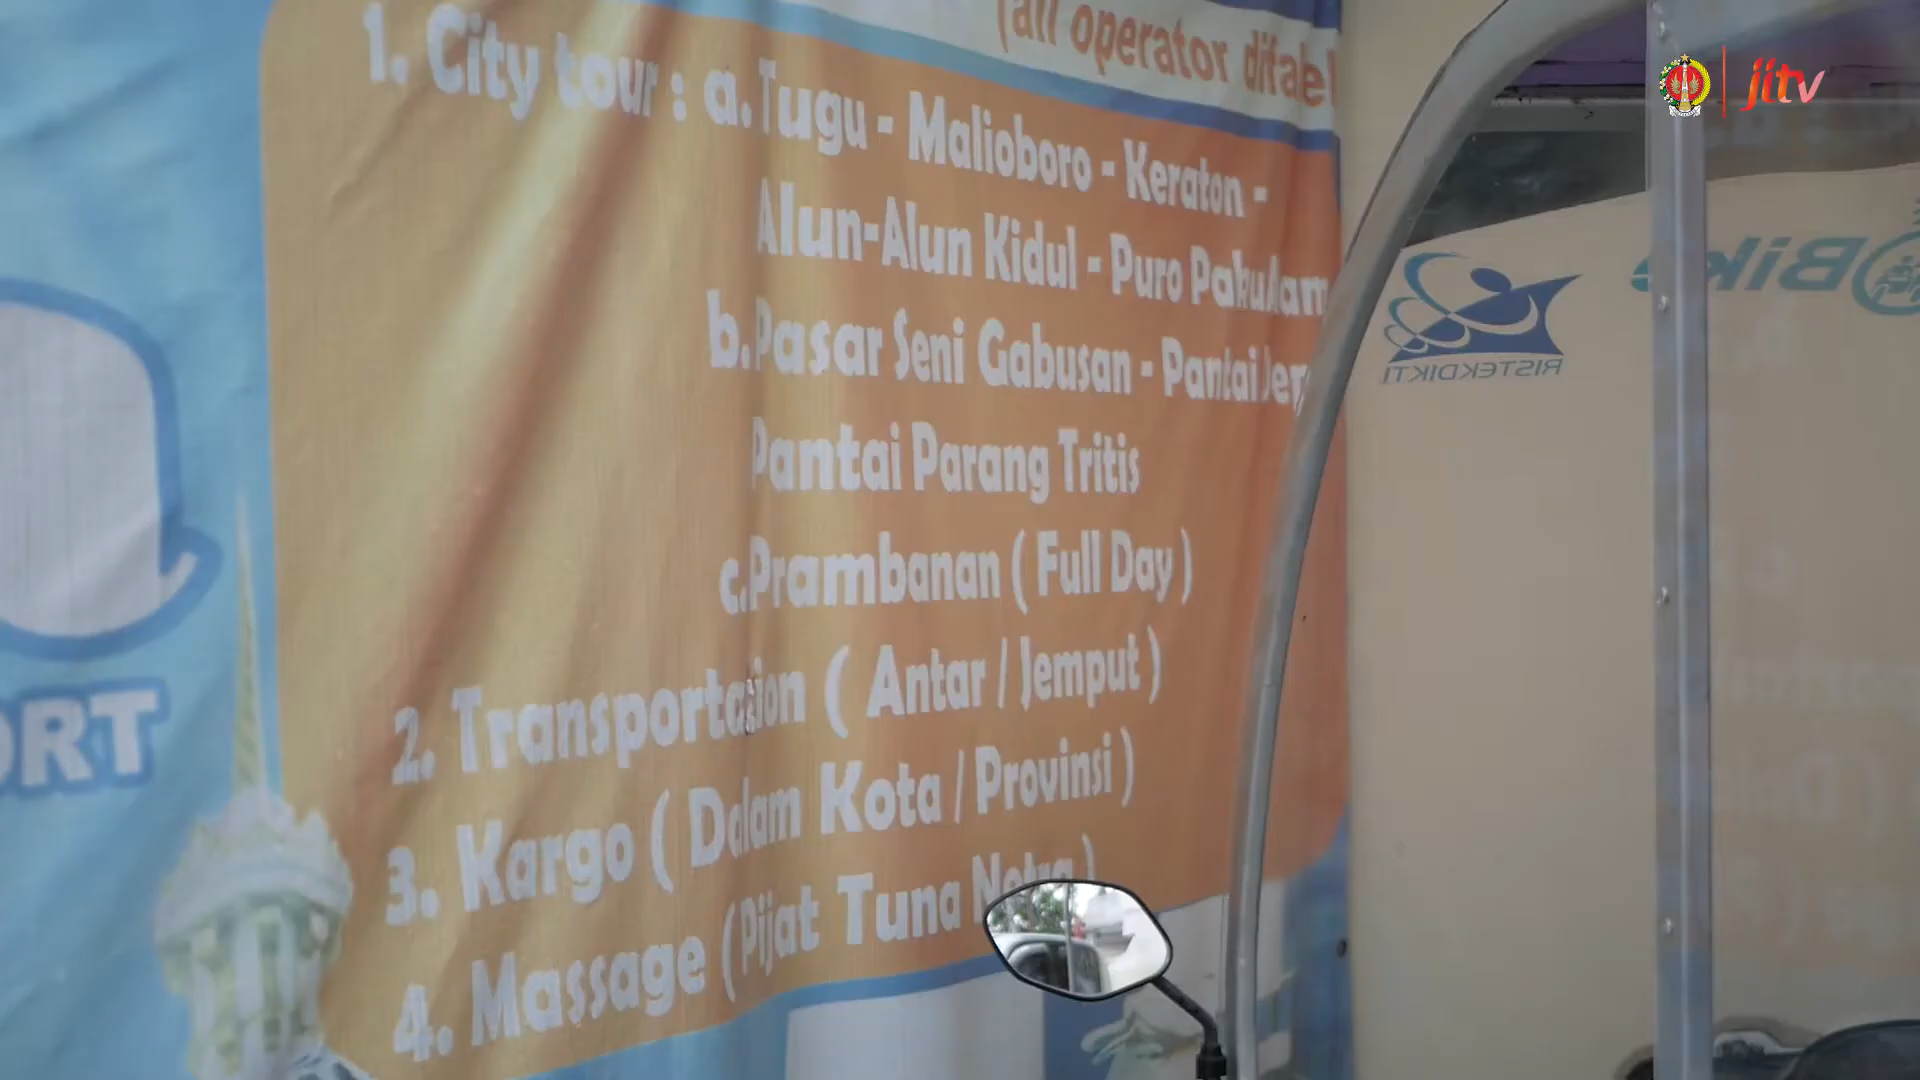 (all operator difabel
1. City tour : a. Tugu - Malioboro - Keraton -
Alun-Alun Kidul - Puro Pakualam
b. Pasar Seni Gabusan - Pantai
Pantai Parang Tritis
c. Prambanan ( Full Day )
2. Transportasion ( Antar / Jemput )
3. Kargo ( Dalam Kota / Provinsi )
4. Massage ( Pijat Tuna Netra )
ORT
jitv
RISTEKDIKTI
Bike